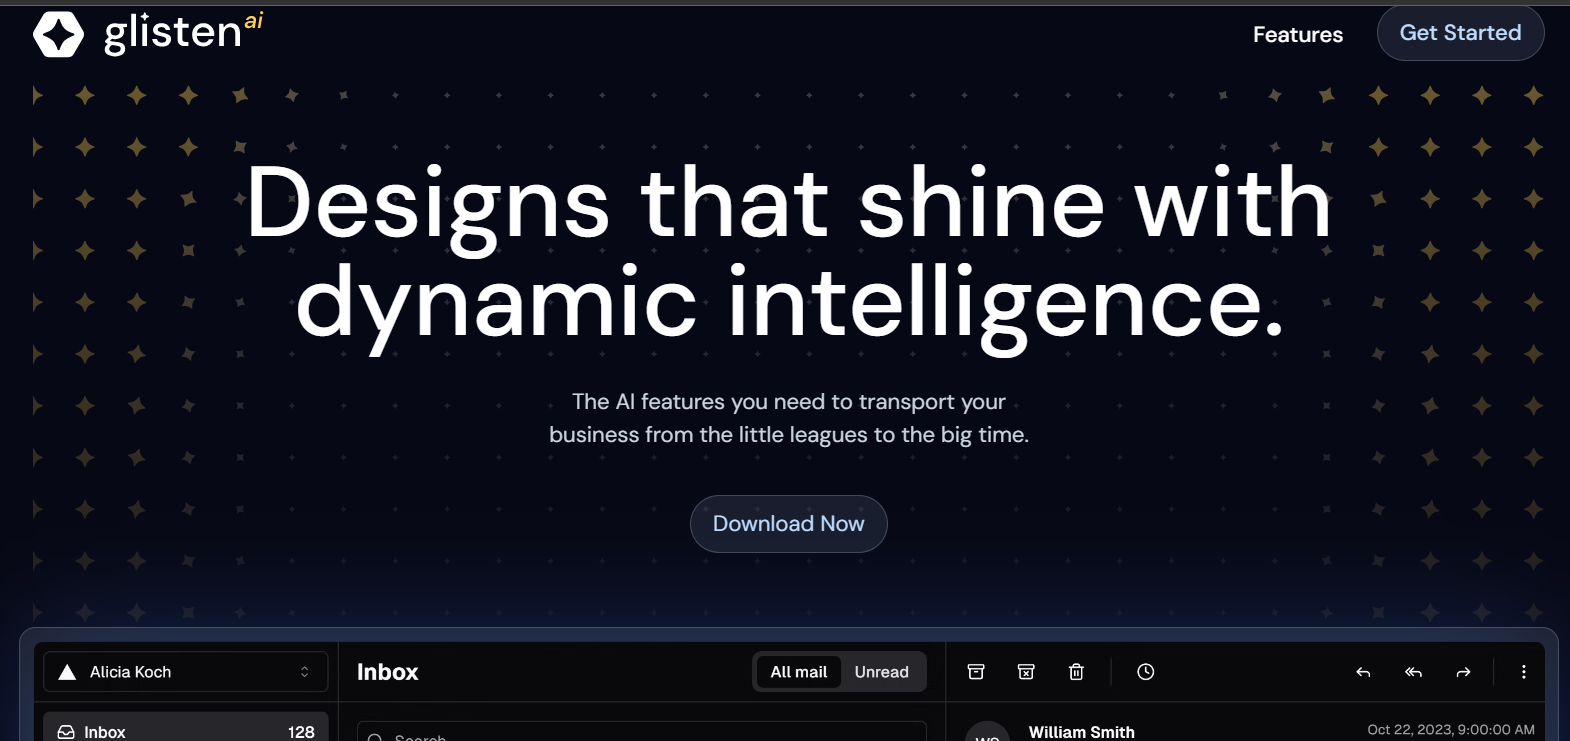 glisten ai
Features
Get Started
Designs that shine with
dynamic intelligence.
The AI features you need to transport your
business from the little leagues to the big time.
Download Now
Alicia Koch
Inbox
All mail
Unread
Inbox
128
Search
William Smith
Oct 22, 2023, 9:00:00 AM